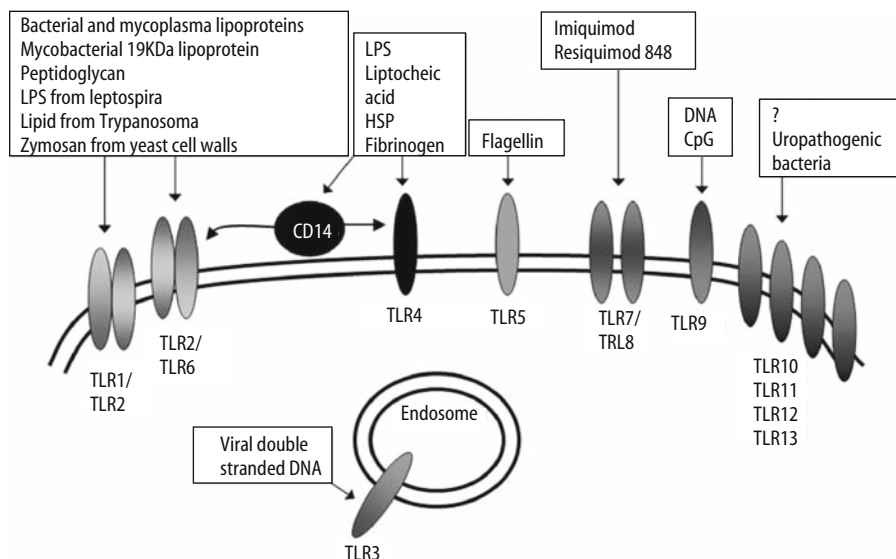 Bacterial and mycoplasma lipoproteins
Mycobacterial 19KDa lipoprotein
Peptidoglycan
LPS from leptospira
Lipid from Trypanosoma
Zymosan from yeast cell walls
LPS
Liptocheic
acid
HSP
Fibrinogen
Flagellin
Imiquimod
Resiquimod 848
DNA
CpG
?
Uropathogenic
bacteria
CD14
TLR1/
TLR2
TLR2/
TLR6
TLR4
TLR5
TLR7/
TRL8
TLR9
TLR10
TLR11
TLR12
TLR13
Endosome
Viral double
stranded DNA
TLR3